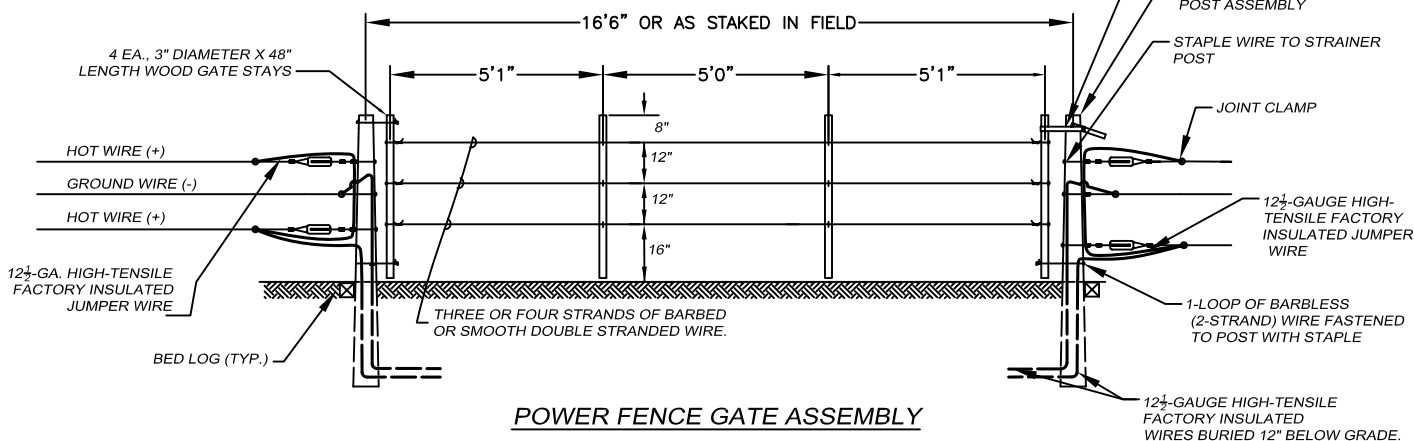 POST ASSEMBLY
16'6" OR AS STAKED IN FIELD
4 EA., 3" DIAMETER X 48"
LENGTH WOOD GATE STAYS
STAPLE WIRE TO STRAINER
POST
5'1"
5'0"
5'1"
JOINT CLAMP
8"
HOT WIRE (+)
12"
GROUND WIRE (-)
12"
HOT WIRE (+)
12½-GAUGE HIGH-
TENSILE FACTORY
INSULATED JUMPER
WIRE
16"
12½-GA. HIGH-TENSILE
FACTORY INSULATED
JUMPER WIRE
THREE OR FOUR STRANDS OF BARBED
OR SMOOTH DOUBLE STRANDED WIRE.
1-LOOP OF BARBLESS
(2-STRAND) WIRE FASTENED
TO POST WITH STAPLE
BED LOG (TYP.)
12½-GAUGE HIGH-TENSILE
FACTORY INSULATED
WIRES BURIED 12" BELOW GRADE.
POWER FENCE GATE ASSEMBLY